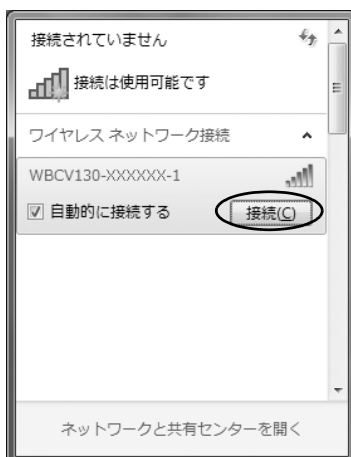 接続されていません
接続は使用可能です
ワイヤレス ネットワーク接続
WBCV130-XXXXXX-1
自動的に接続する 接続(C)
ネットワークと共有センターを開く